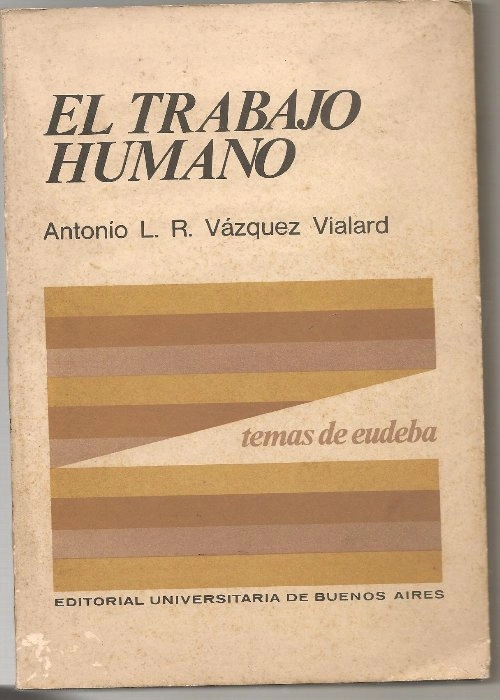 EL TRABAJO
HUMANO
Antonio L. R. Vázquez Vialard
temas de eudeba
EDITORIAL UNIVERSITARIA DE BUENOS AIRES